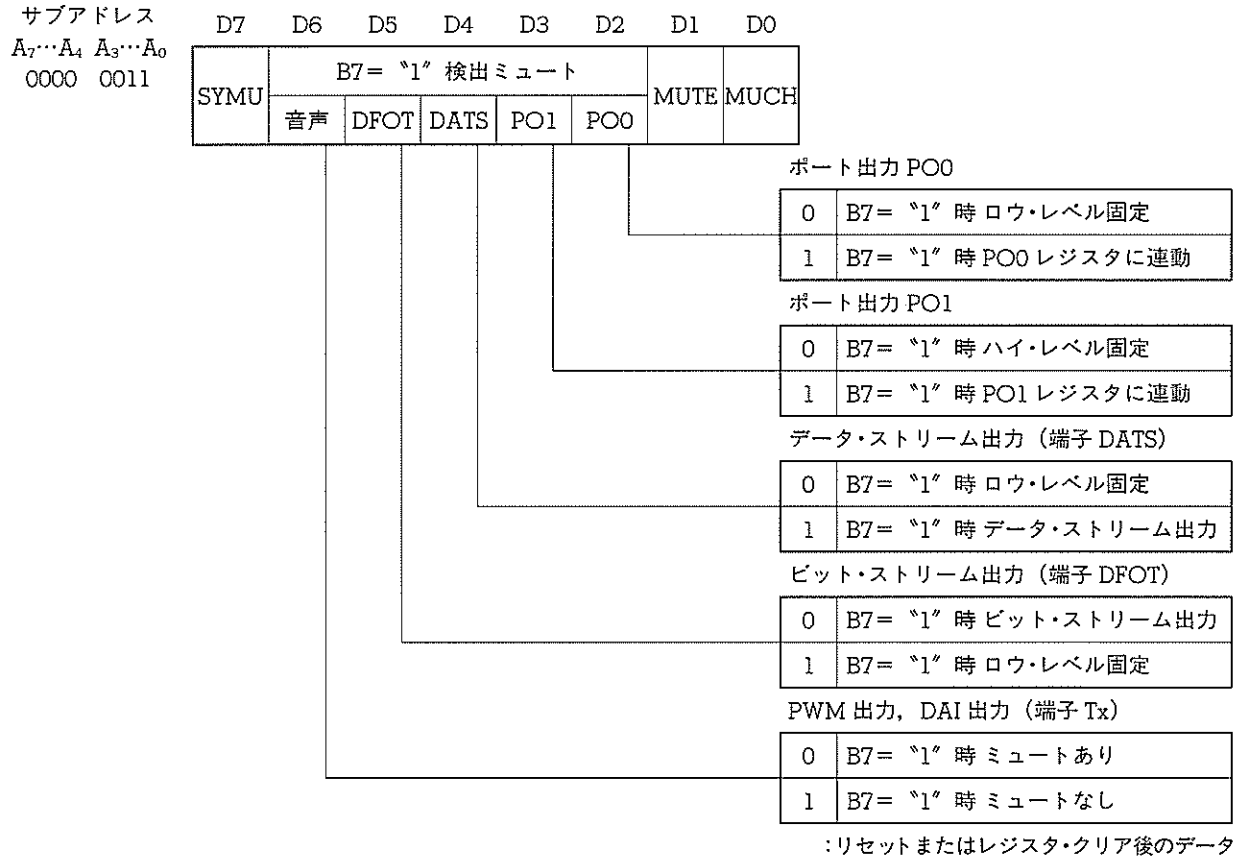 サブアドレス
D7 D6 D5 D4 D3 D2 D1 D0
A₇…A₄ A₃…A₀
0000 0011
SYMU
B7=〝1″検出ミュート
音声 DFOT DATS PO1 PO0
MUTE MUCH
ポート出力 PO0
0 B7=〝1″時 ロウ・レベル固定
1 B7=〝1″時 PO0 レジスタに連動
ポート出力 PO1
0 B7=〝1″時 ハイ・レベル固定
1 B7=〝1″時 PO1 レジスタに連動
データ・ストリーム出力(端子 DATS)
0 B7=〝1″時 ロウ・レベル固定
1 B7=〝1″時 データ・ストリーム出力
ビット・ストリーム出力(端子 DFOT)
0 B7=〝1″時 ビット・ストリーム出力
1 B7=〝1″時 ロウ・レベル固定
PWM 出力, DAI 出力(端子 Tx)
0 B7=〝1″時 ミュートあり
1 B7=〝1″時 ミュートなし
:リセットまたはレジスタ・クリア後のデータ